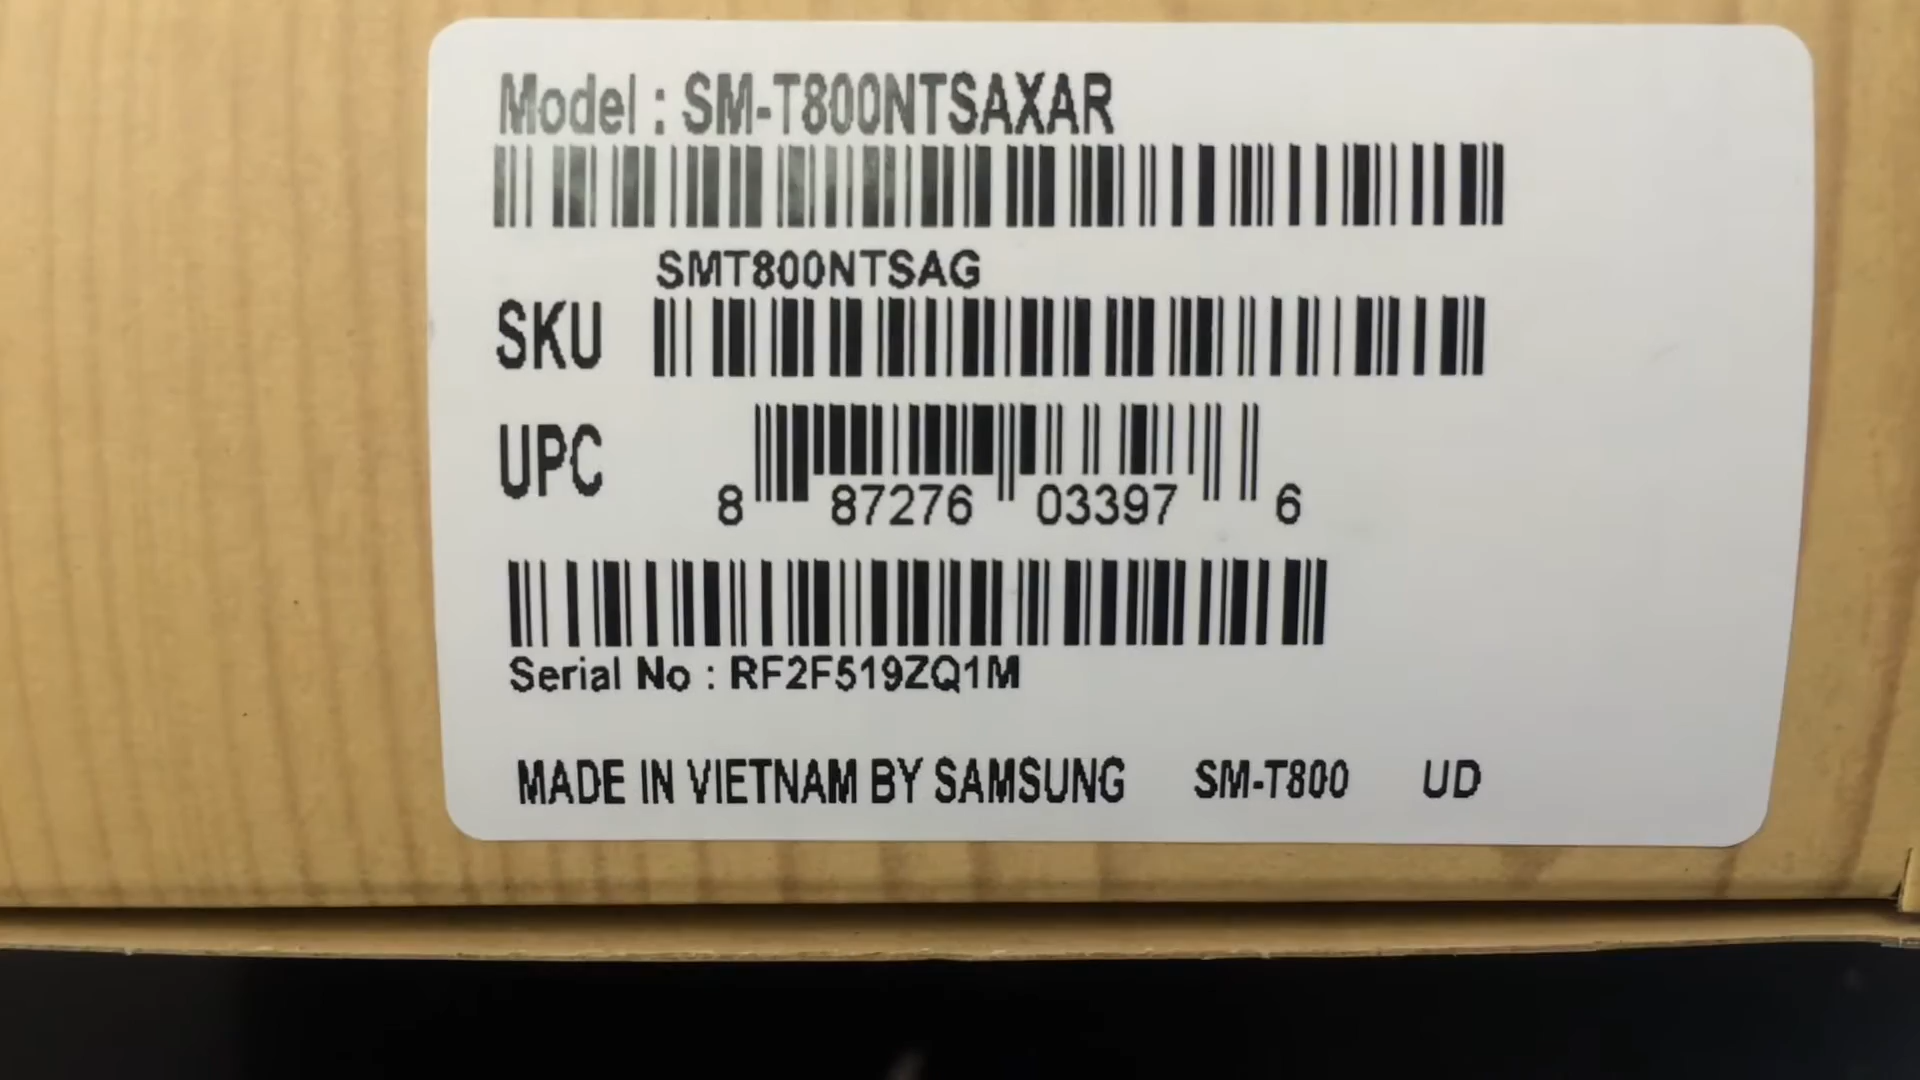 Model : SM-T800NTSAXAR
SMT800NTSAG
SKU
UPC
8 87276 03397 6
Serial No : RF2F519ZQ1M
MADE IN VIETNAM BY SAMSUNG SM-T800 UD